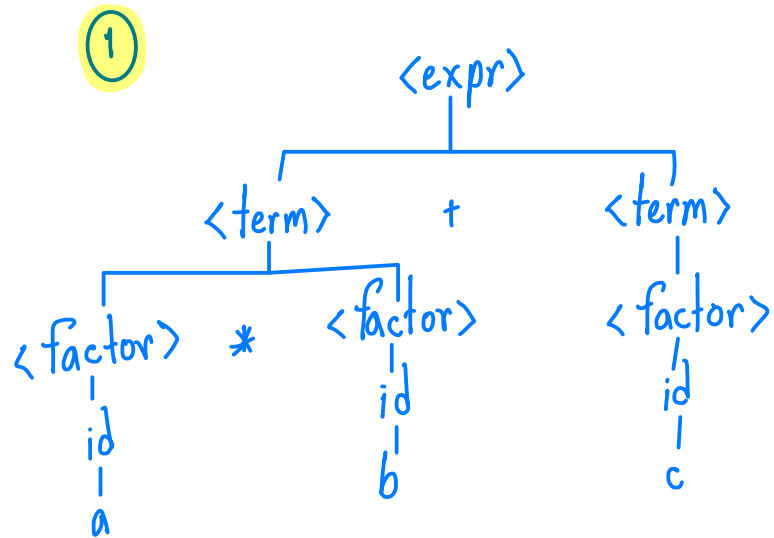 1
<expr>
<term> + <term>
<factor> * <factor> <factor>
id id id
a b c